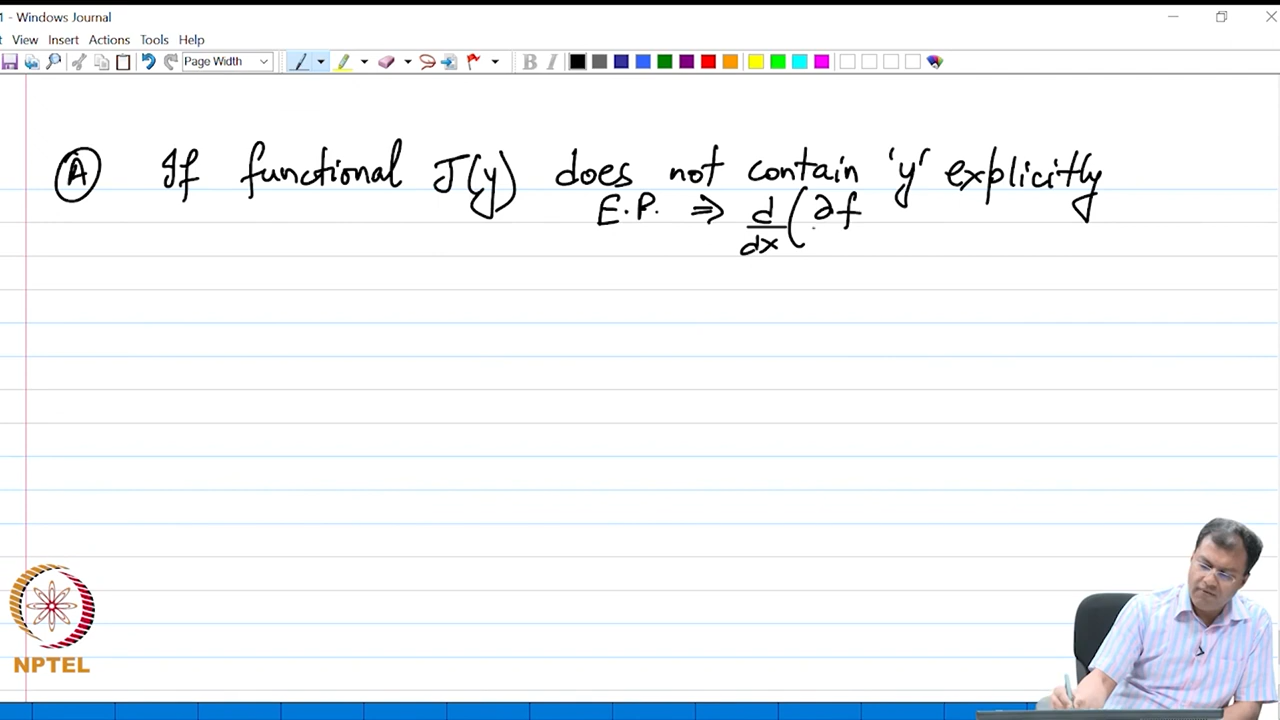 1 - Windows Journal
t View Insert Actions Tools Help
Page Width
B I
Ⓐ If functional J(y) does not contain 'y' explicitly
E.P. ⇒ d/dx (∂f
NPTEL